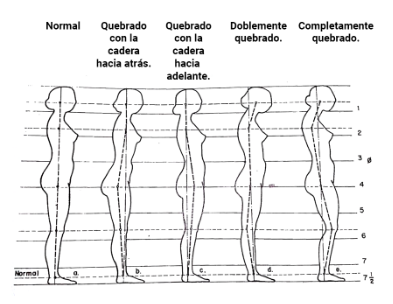 Normal
Quebrado
con la
cadera
hacia atrás.
Quebrado
con la
cadera
hacia
adelante.
Doblemente
quebrado.
Completamente
quebrado.
1
2
3 ø
4
5
6
7
7 1/2
Normal
a.
b.
c.
d.
e.